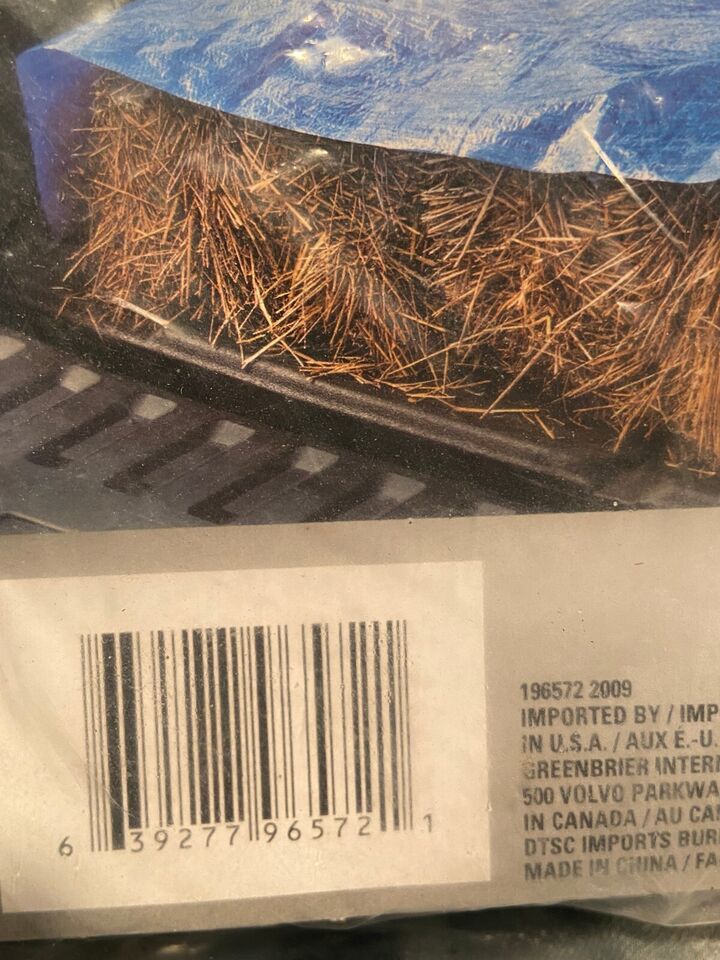 196572 2009
IMPORTED BY / IMP
IN U.S.A. / AUX É.-U.
GREENBRIER INTERN
500 VOLVO PARKWA
IN CANADA / AU CA
DTSC IMPORTS BUR
MADE IN CHINA / FA
6 39277 96572 1